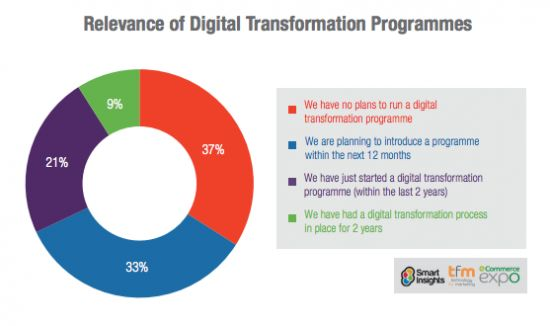 Relevance of Digital Transformation Programmes
9%
37%
21%
33%
We have no plans to run a digital
transformation programme
We are planning to introduce a programme
within the next 12 months
We have just started a digital transformation
programme (within the last 2 years)
We have had a digital transformation process
in place for 2 years
Smart
Insights
tfm
technology
for marketing
eCommerce
expo